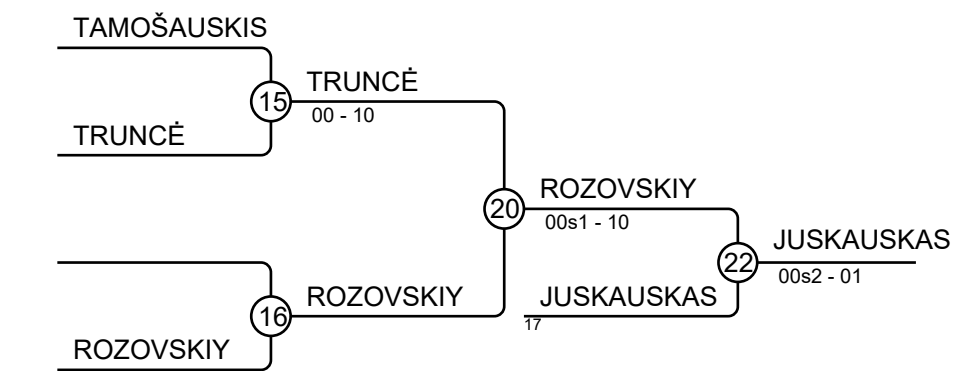 TAMOŠAUSKIS
15
TRUNCĖ
00 - 10
TRUNCĖ
20
ROZOVSKIY
00s1 - 10
22
JUSKAUSKAS
00s2 - 01
16
ROZOVSKIY
JUSKAUSKAS
17
ROZOVSKIY